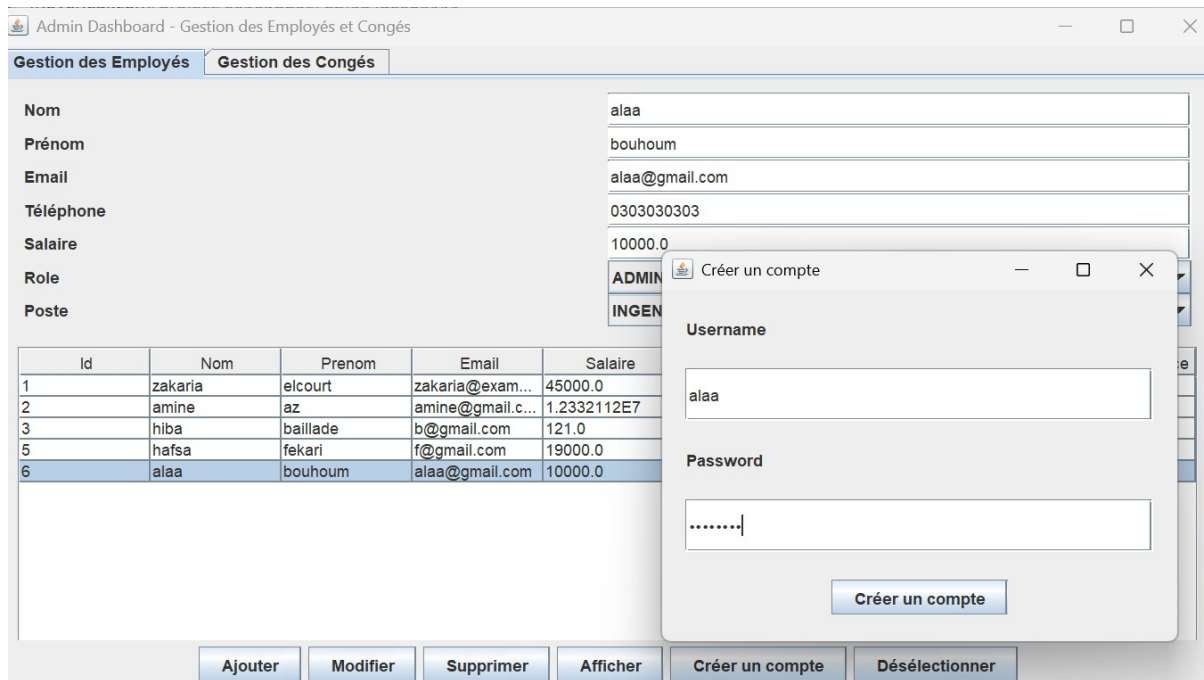 Admin Dashboard - Gestion des Employés et Congés
Gestion des Employés Gestion des Congés
Nom alaa
Prénom bouhoum
Email alaa@gmail.com
Téléphone 0303030303
Salaire 10000.0
Role ADMIN
Poste INGEN
Id Nom Prenom Email Salaire
1 zakaria elcourt zakaria@exam... 45000.0
2 amine az amine@gmail.c... 1.2332112E7
3 hiba baillade b@gmail.com 121.0
5 hafsa fekari f@gmail.com 19000.0
6 alaa bouhoum alaa@gmail.com 10000.0
Créer un compte
Username
alaa
Password
••••••••
Créer un compte
Ajouter Modifier Supprimer Afficher Créer un compte Désélectionner